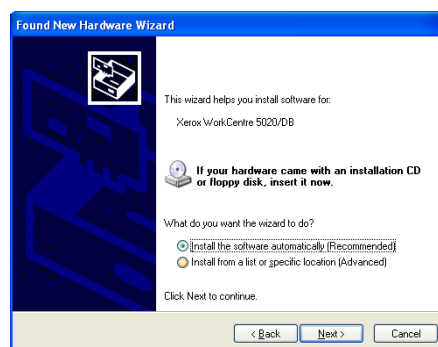 Found New Hardware Wizard
This wizard helps you install software for:
Xerox WorkCentre 5020/DB
If your hardware came with an installation CD
or floppy disk, insert it now.
What do you want the wizard to do?
Install the software automatically (Recommended)
Install from a list or specific location (Advanced)
Click Next to continue.
< Back Next > Cancel